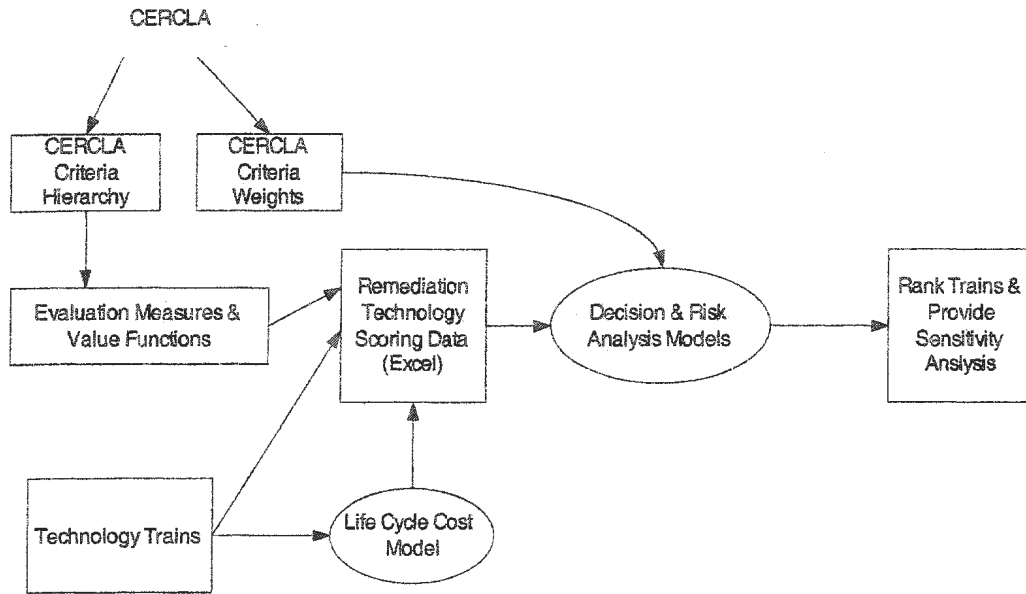 CERCLA
CERCLA
Criteria
Hierarchy
CERCLA
Criteria
Weights
Evaluation Measures &
Value Functions
Remediation
Technology
Scoring Data
(Excel)
Decision & Risk
Analysis Models
Rank Trains &
Provide
Sensitivity
Anslysis
Technology Trains
Life Cycle Cost
Model